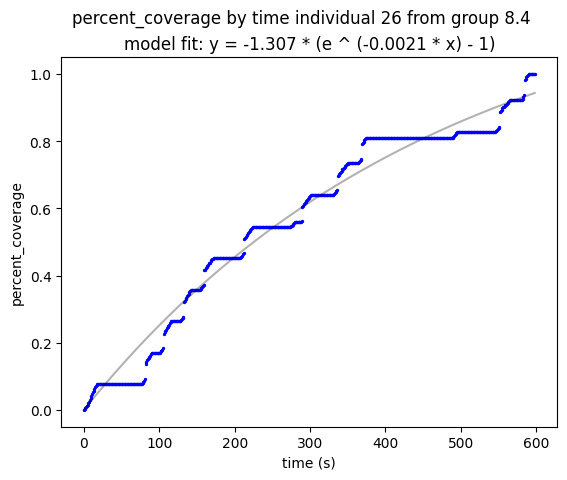 percent_coverage by time individual 26 from group 8.4
model fit: y = -1.307 * (e ^ (-0.0021 * x) - 1)
1.0
0.8
0.6
0.4
0.2
0.0
percent_coverage
0 100 200 300 400 500 600
time (s)